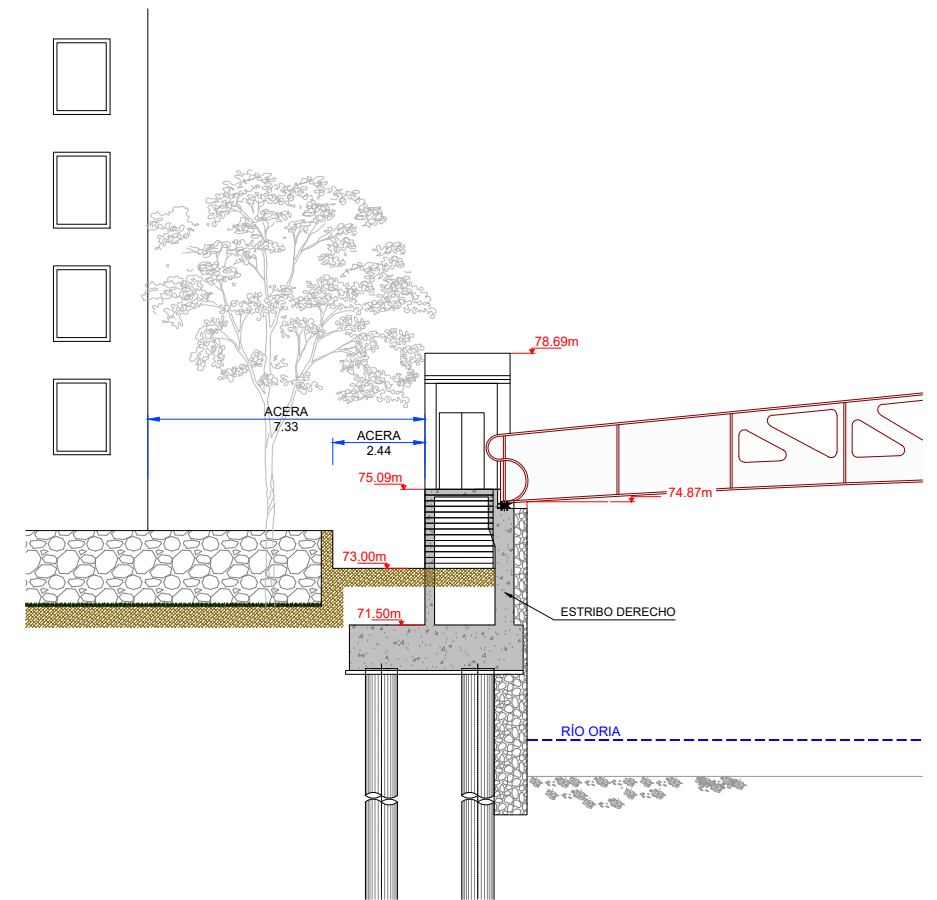 78.69m
ACERA
7.33
ACERA
2.44
75.09m
74.87m
73.00m
71.50m
ESTRIBO DERECHO
RÍO ORIA